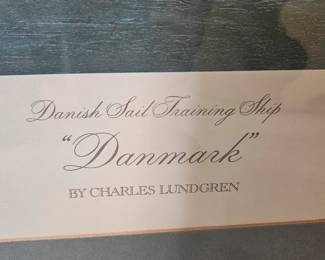 Danish Sail Training Ship
"Danmark"
BY CHARLES LUNDGREN